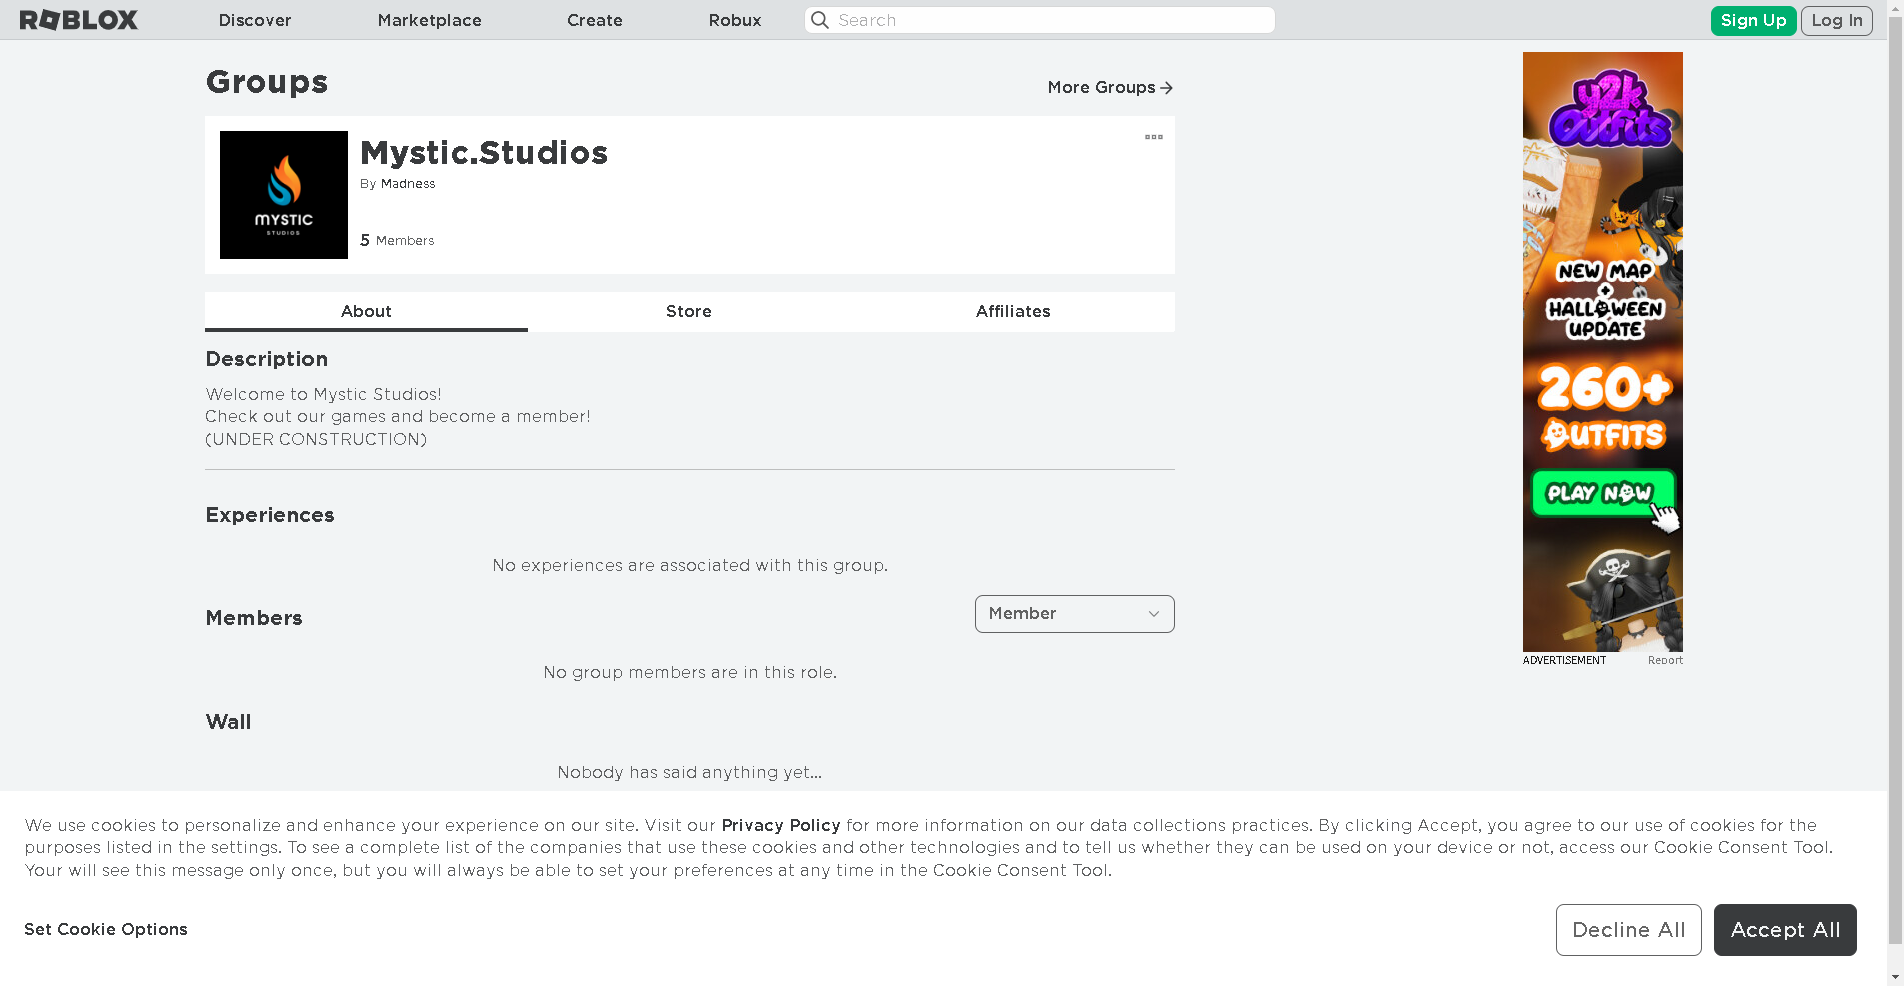 ROBLOX Discover Marketplace Create Robux Search Sign Up Log In
Groups
More Groups
MYSTIC
STUDIOS
Mystic.Studios
By Madness
5 Members
About Store Affiliates
Description
Welcome to Mystic Studios!
Check out our games and become a member!
(UNDER CONSTRUCTION)
Experiences
No experiences are associated with this group.
Members
Member
No group members are in this role.
Wall
Nobody has said anything yet...
y2k
Outfits
NEW MAP
+
HALLOWEEN
UPDATE
260+
OUTFITS
PLAY NOW
ADVERTISEMENT Report
We use cookies to personalize and enhance your experience on our site. Visit our Privacy Policy for more information on our data collections practices. By clicking Accept, you agree to our use of cookies for the
purposes listed in the settings. To see a complete list of the companies that use these cookies and other technologies and to tell us whether they can be used on your device or not, access our Cookie Consent Tool.
Your will see this message only once, but you will always be able to set your preferences at any time in the Cookie Consent Tool.
Set Cookie Options
Decline All
Accept All